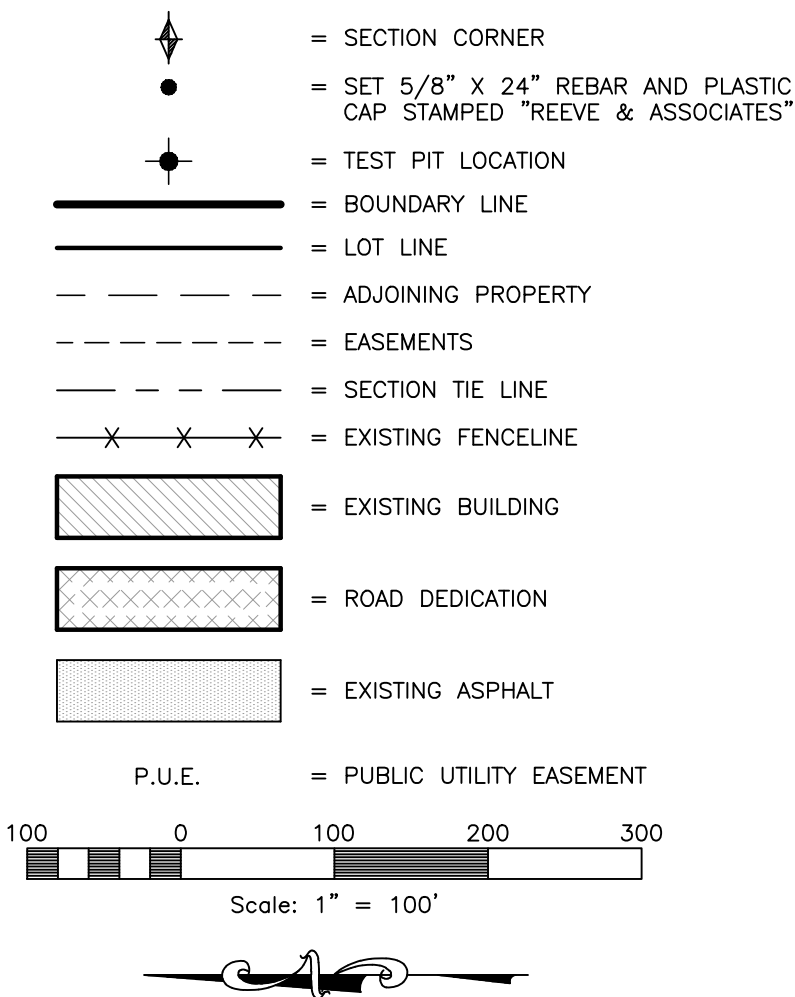 = SECTION CORNER
= SET 5/8" X 24" REBAR AND PLASTIC
CAP STAMPED "REEVE & ASSOCIATES"
= TEST PIT LOCATION
= BOUNDARY LINE
= LOT LINE
= ADJOINING PROPERTY
= EASEMENTS
= SECTION TIE LINE
= EXISTING FENCELINE
= EXISTING BUILDING
= ROAD DEDICATION
= EXISTING ASPHALT
P.U.E. = PUBLIC UTILITY EASEMENT
100 0 100 200 300
Scale: 1" = 100'